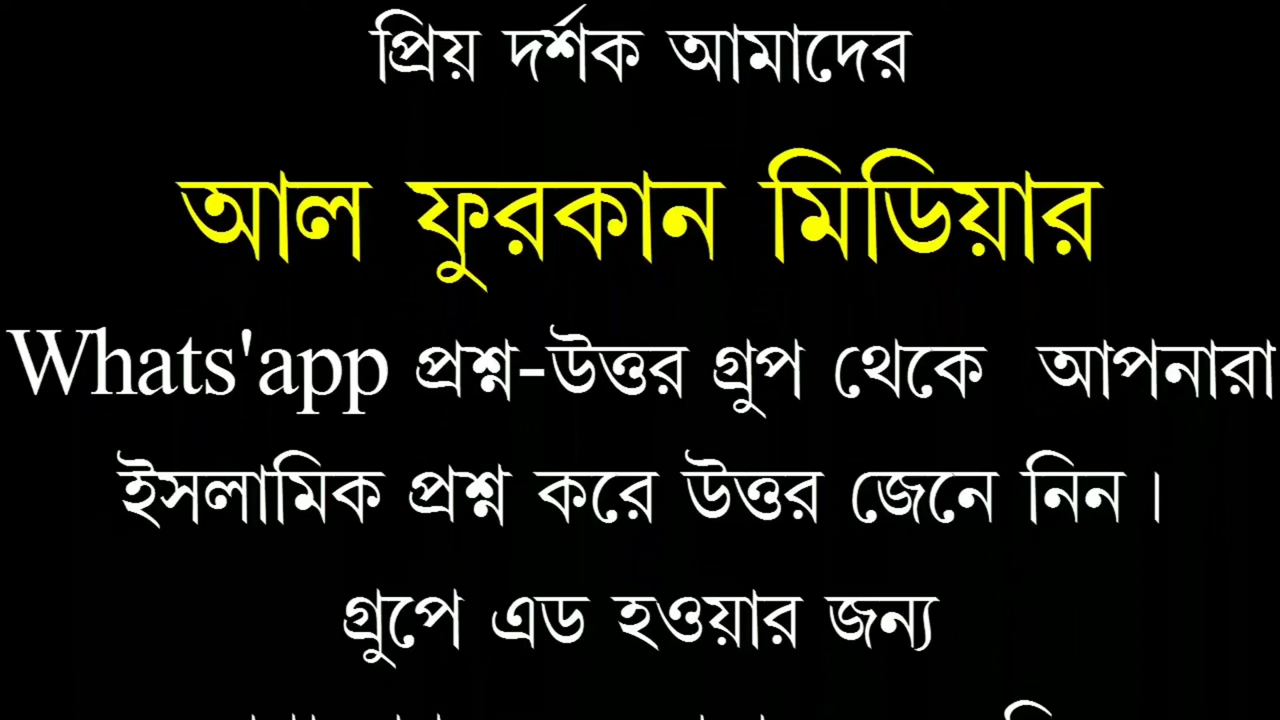 প্রিয় দর্শক আমাদের
আল ফুরকান মিডিয়ার
Whats'app প্রশ্ন-উত্তর গ্রুপ থেকে আপনারা
ইসলামিক প্রশ্ন করে উত্তর জেনে নিন।
গ্রুপে এড হওয়ার জন্য